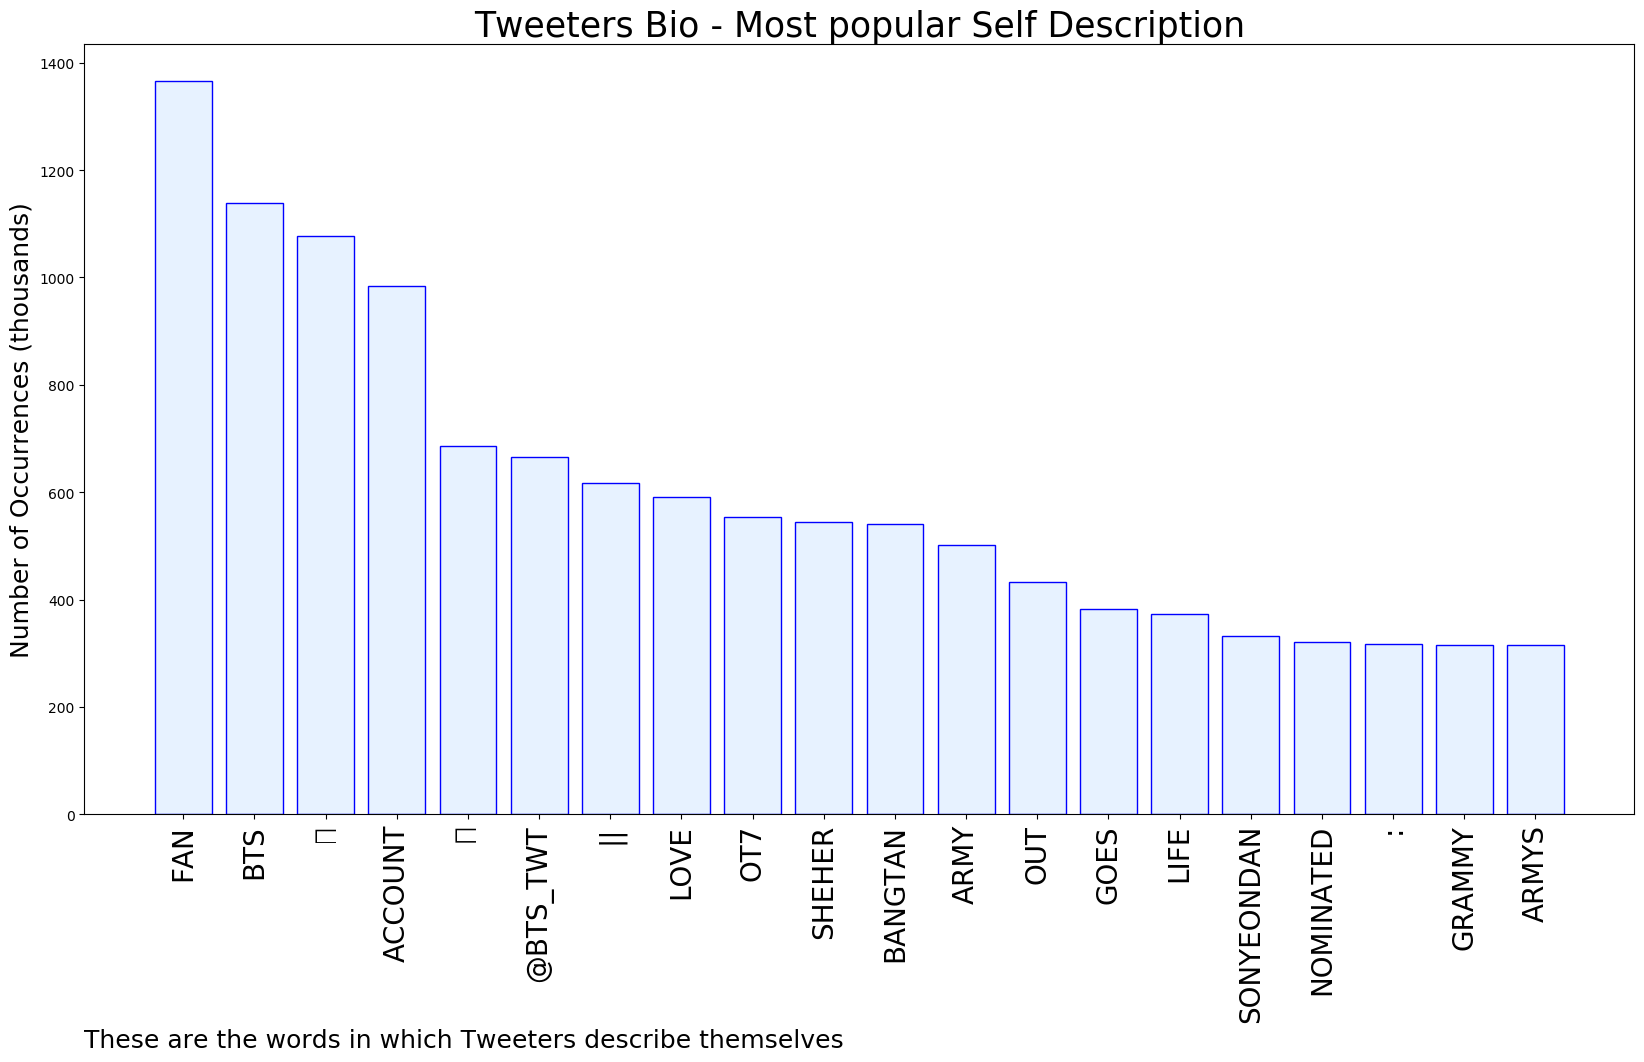 Tweeters Bio - Most popular Self Description
Number of Occurrences (thousands)
1400
1200
1000
800
600
400
200
0
FAN
BTS
ACCOUNT
@BTS_TWT
||
LOVE
OT7
SHEHER
BANGTAN
ARMY
OUT
GOES
LIFE
SONYEONDAN
NOMINATED
:
GRAMMY
ARMYS
These are the words in which Tweeters describe themselves